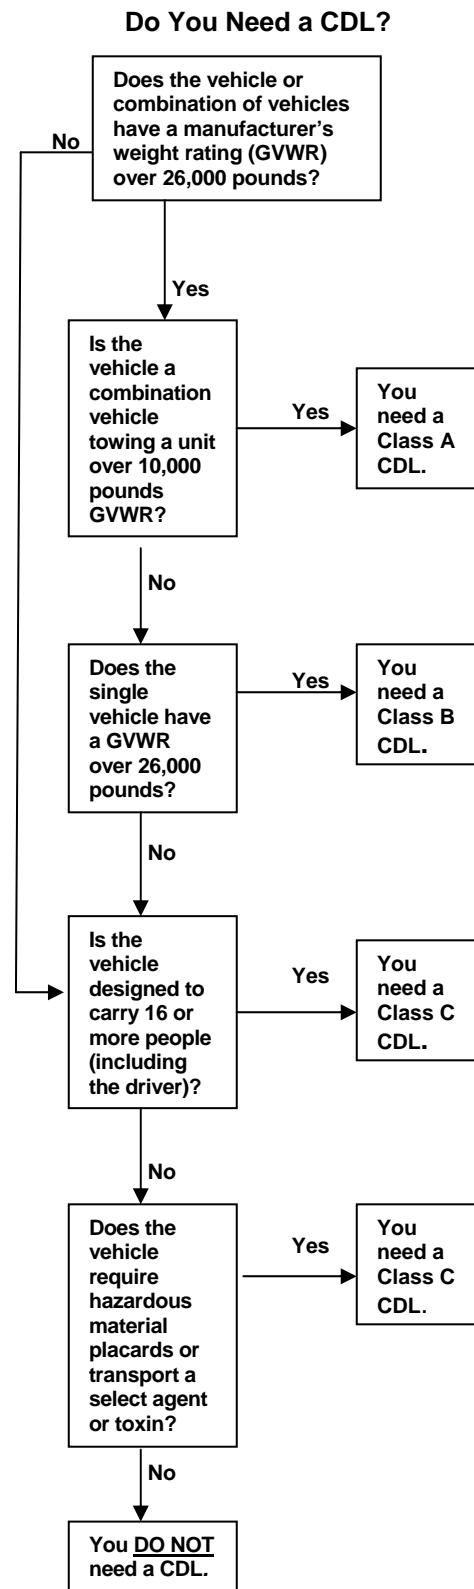 Do You Need a CDL?
Does the vehicle or
combination of vehicles
have a manufacturer’s
weight rating (GVWR)
over 26,000 pounds?
No
Yes
Is the
vehicle a
combination
vehicle
towing a unit
over 10,000
pounds
GVWR?
Yes
You
need a
Class A
CDL.
No
Does the
single
vehicle have
a GVWR
over 26,000
pounds?
Yes
You
need a
Class B
CDL.
No
Is the
vehicle
designed to
carry 16 or
more people
(including
the driver)?
Yes
You
need a
Class C
CDL.
No
Does the
vehicle
require
hazardous
material
placards or
transport a
select agent
or toxin?
Yes
You
need a
Class C
CDL.
No
You DO NOT
need a CDL.